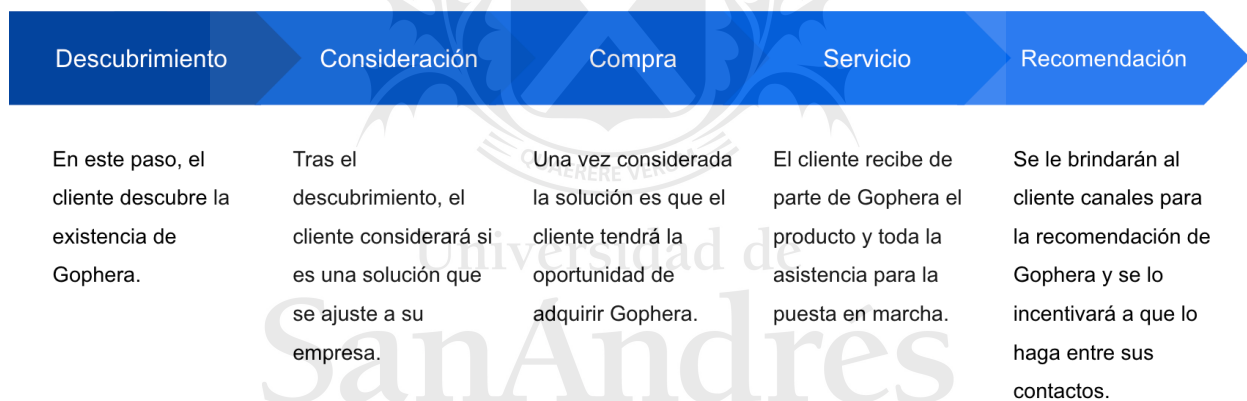 Descubrimiento
Consideración
Compra
Servicio
Recomendación
En este paso, el
cliente descubre la
existencia de
Gophera.
Tras el
descubrimiento, el
cliente considerará si
es una solución que
se ajuste a su
empresa.
Una vez considerada
la solución es que el
cliente tendrá la
oportunidad de
adquirir Gophera.
El cliente recibe de
parte de Gophera el
producto y toda la
asistencia para la
puesta en marcha.
Se le brindarán al
cliente canales para
la recomendación de
Gophera y se lo
incentivará a que lo
haga entre sus
contactos.
QUAERERE VERUM
Universidad de
SanAndrés